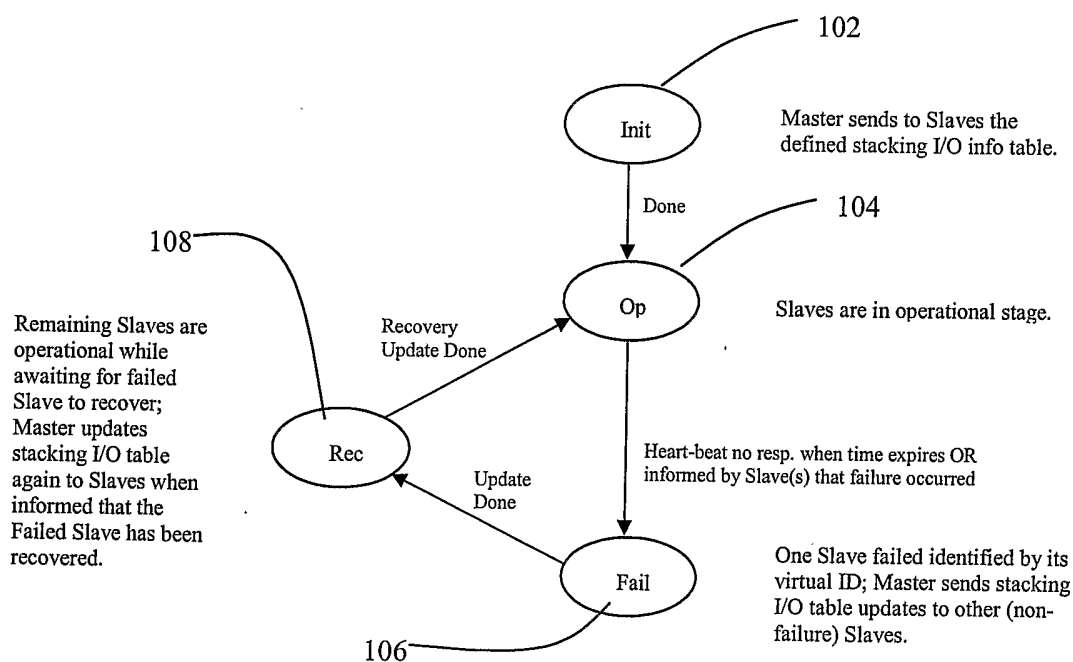 102
Init
Master sends to Slaves the
defined stacking I/O info table.
Done
104
108
Op
Slaves are in operational stage.
Remaining Slaves are
operational while
awaiting for failed
Slave to recover;
Master updates
stacking I/O table
again to Slaves when
informed that the
Failed Slave has been
recovered.
Recovery
Update Done
Rec
Heart-beat no resp. when time expires OR
informed by Slave(s) that failure occurred
Update
Done
Fail
One Slave failed identified by its
virtual ID; Master sends stacking
I/O table updates to other (non-
failure) Slaves.
106